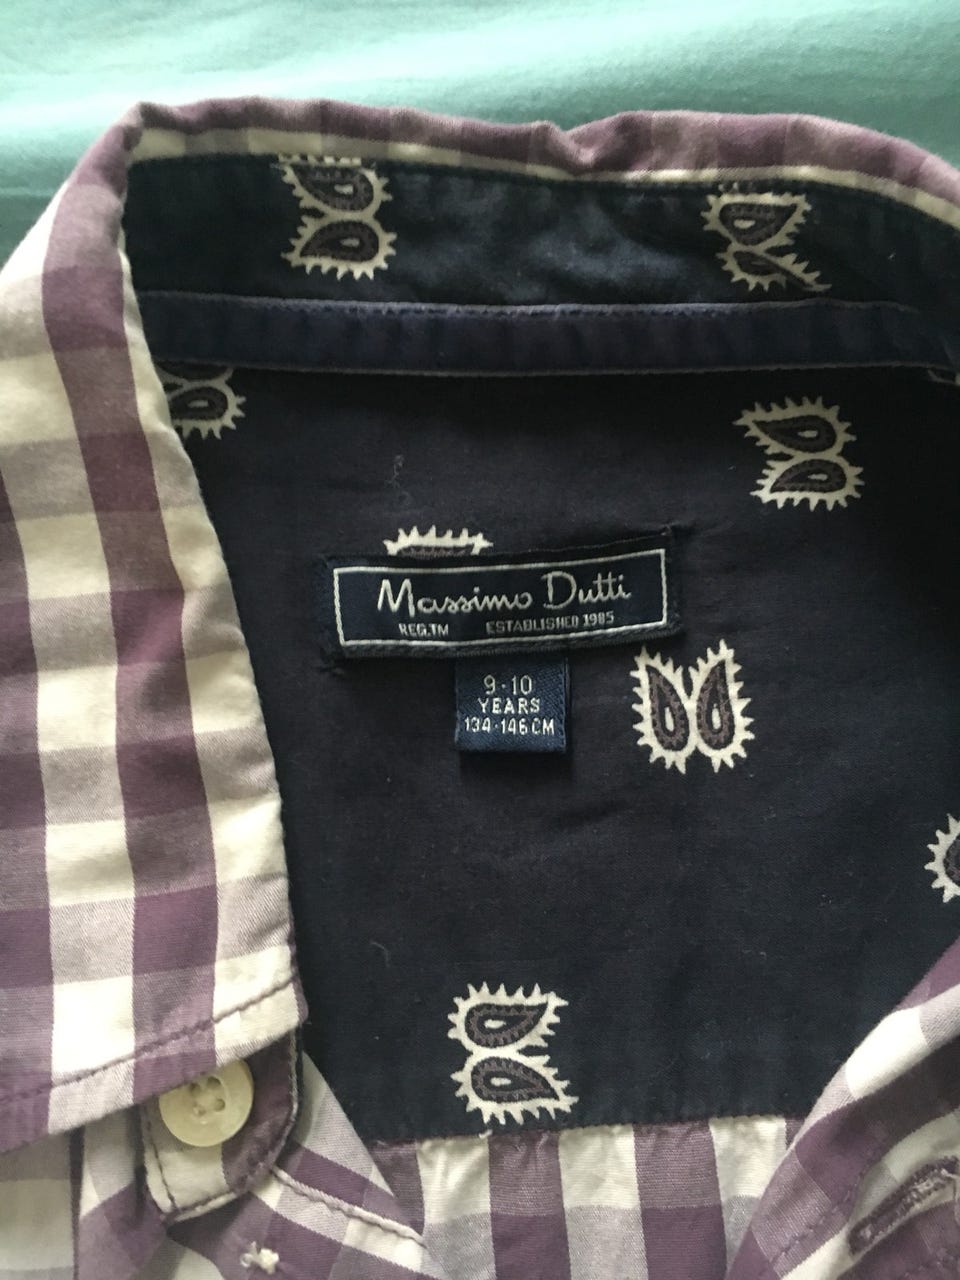 Massimo Dutti
REG.TM ESTABLISHED 1985
9-10
YEARS
134-146 CM